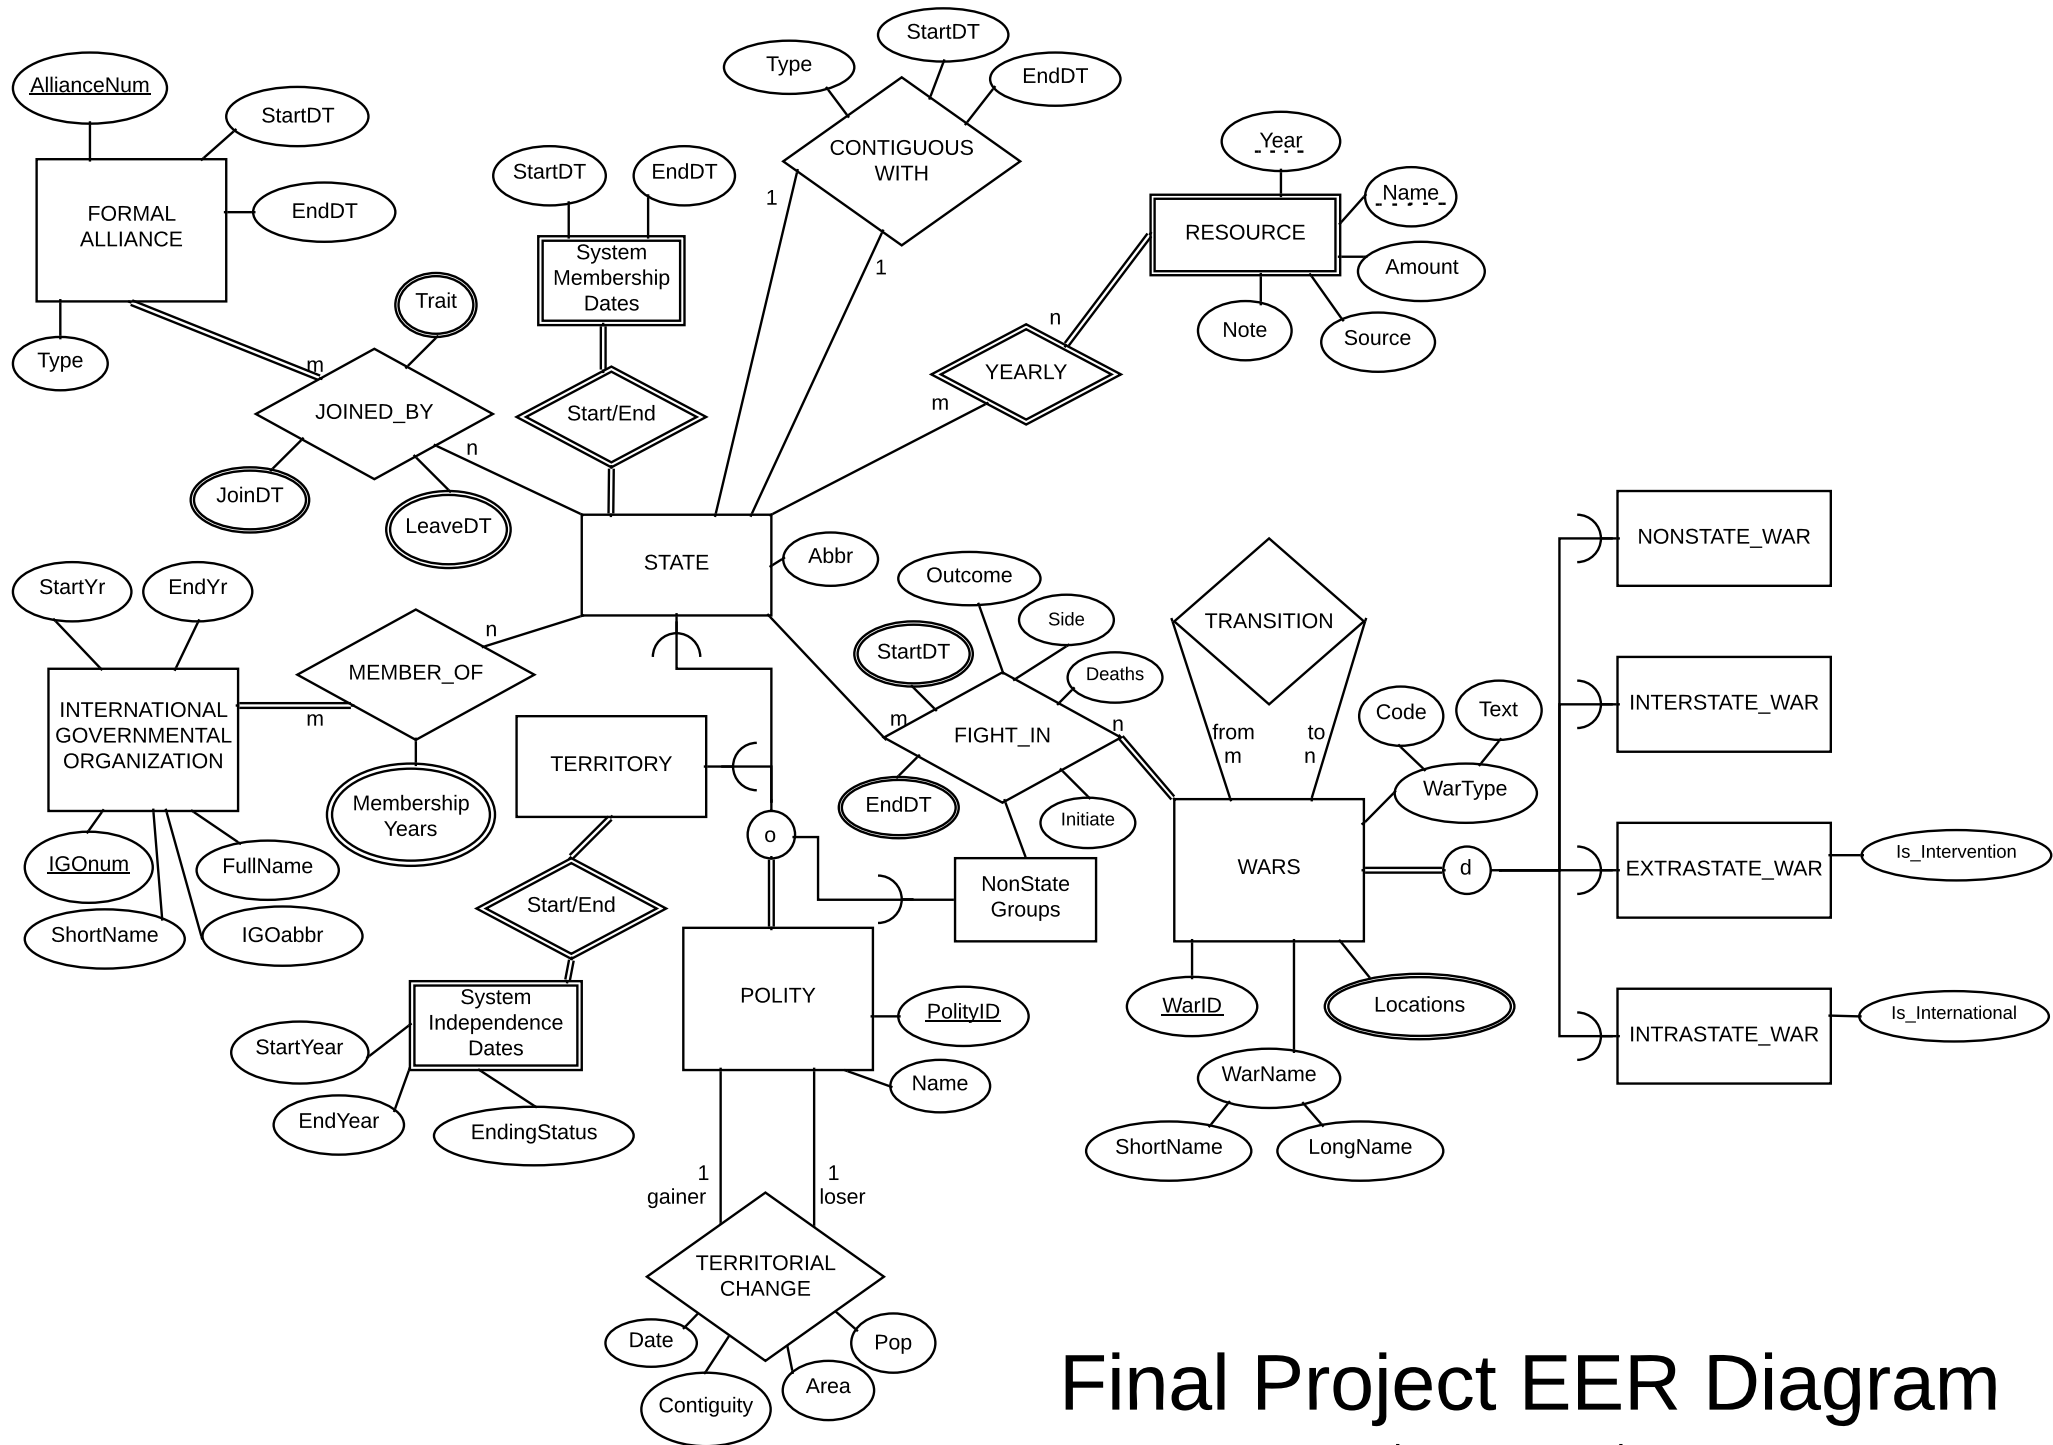 StartDT
Type
EndDT
AllianceNum
StartDT
CONTIGUOUS
WITH
Year
StartDT
EndDT
Name
1
FORMAL
ALLIANCE
EndDT
RESOURCE
System
Membership
Dates
1
Amount
Trait
n
Note
Source
Type
m
YEARLY
JOINED_BY
Start/End
m
n
JoinDT
LeaveDT
NONSTATE_WAR
STATE
Abbr
StartYr
EndYr
Outcome
Side
TRANSITION
n
StartDT
MEMBER_OF
Deaths
INTERSTATE_WAR
INTERNATIONAL
GOVERNMENTAL
ORGANIZATION
m
m
n
Code
Text
FIGHT_IN
from
m
to
n
TERRITORY
WarType
Membership
Years
EndDT
Initiate
o
IGOnum
FullName
WARS
d
EXTRASTATE_WAR
Is_Intervention
NonState
Groups
Start/End
ShortName
IGOabbr
POLITY
System
Independence
Dates
PolityID
WarID
Locations
Is_International
INTRASTATE_WAR
StartYear
Name
WarName
EndYear
EndingStatus
ShortName
LongName
1
gainer
1
loser
TERRITORIAL
CHANGE
Date
Pop
Area
Contiguity
Final Project EER Diagram